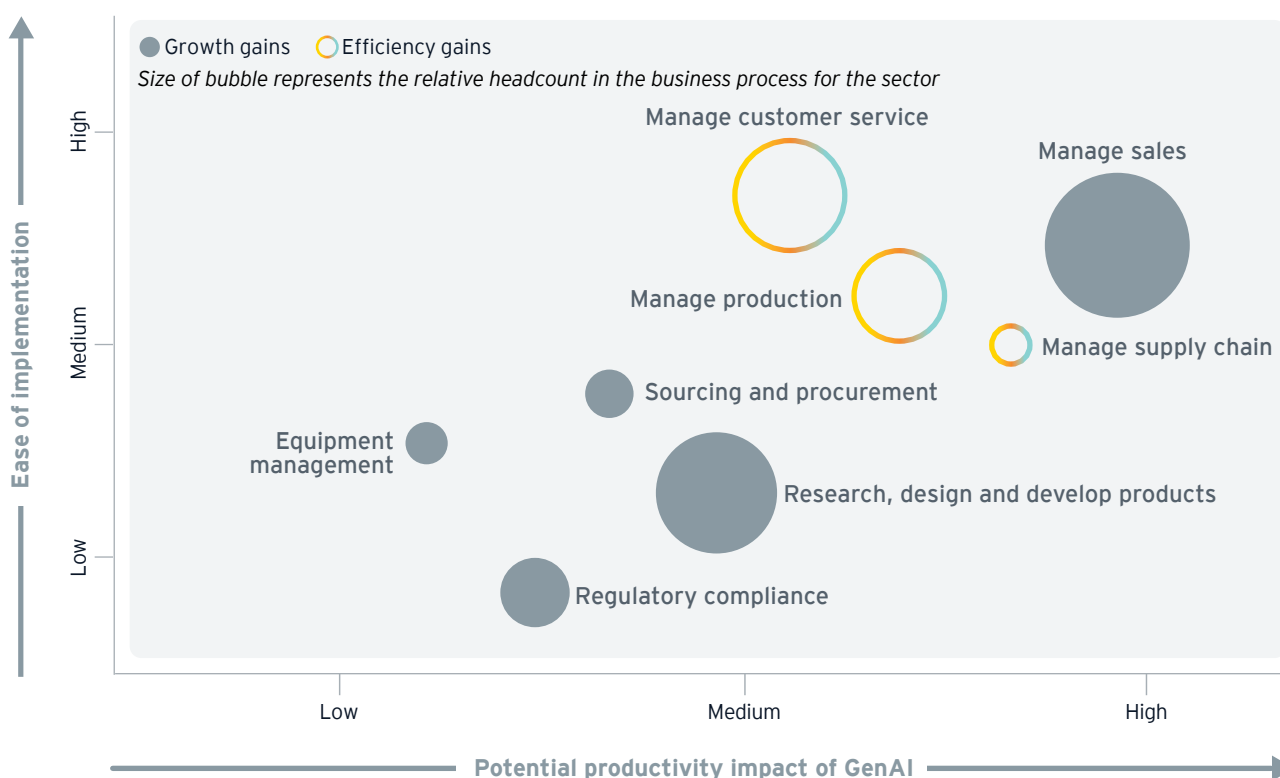 Growth gains
Efficiency gains
Size of bubble represents the relative headcount in the business process for the sector
Manage customer service
Manage sales
Manage production
Manage supply chain
Sourcing and procurement
Equipment
management
Research, design and develop products
Regulatory compliance
Ease of implementation
High
Medium
Low
Low
Medium
High
Potential productivity impact of GenAI